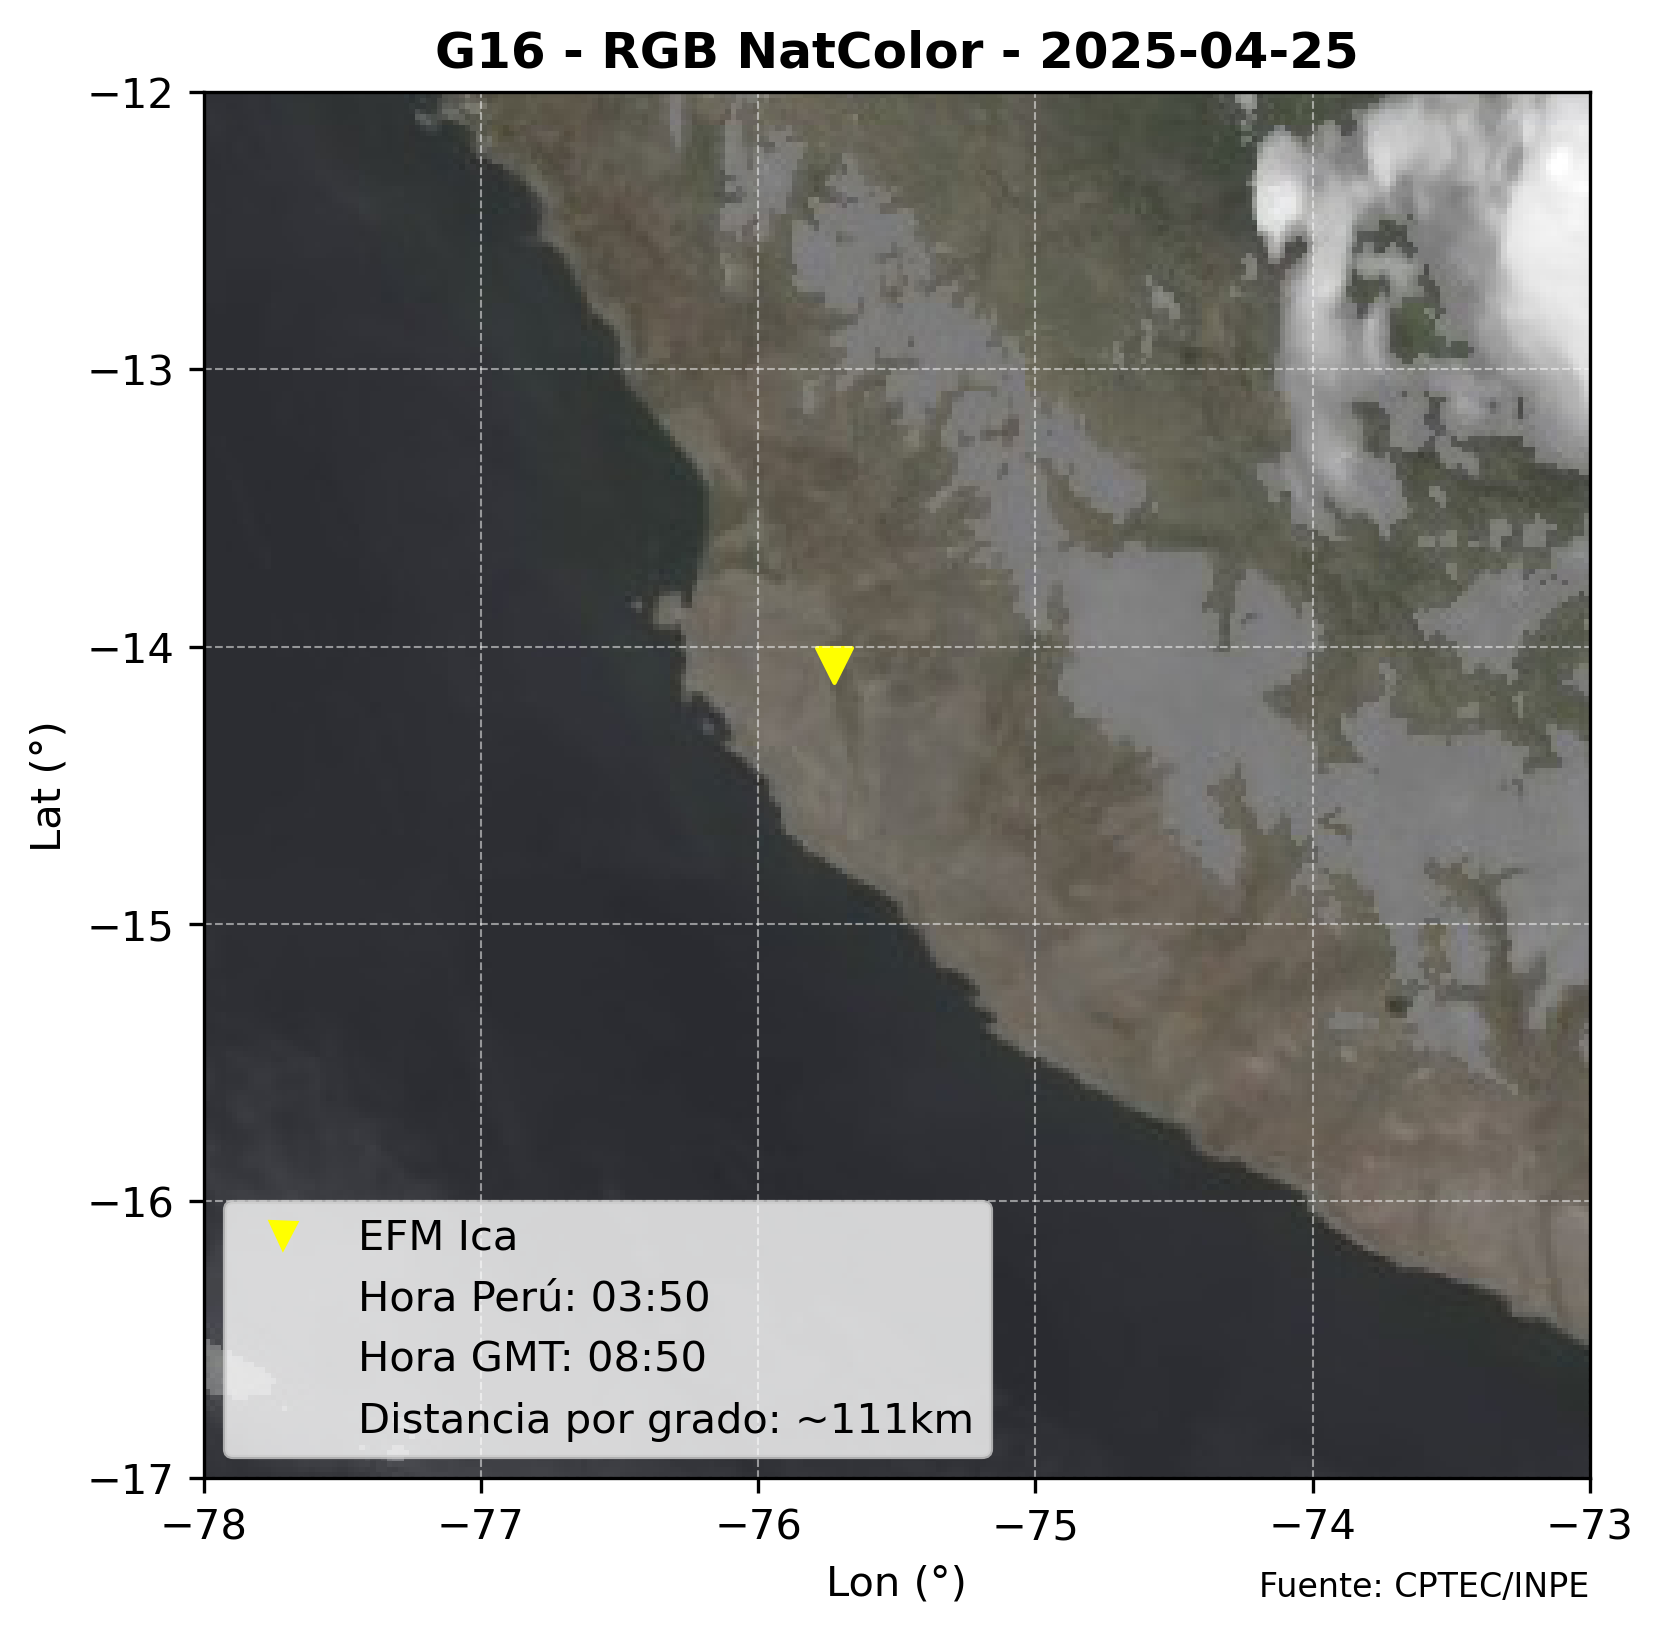 G16 - RGB NatColor - 2025-04-25
−12
−13
−14
−15
−16
−17
Lat (°)
EFM Ica
Hora Perú: 03:50
Hora GMT: 08:50
Distancia por grado: ~111km
−78 −77 −76 −75 −74 −73
Lon (°)
Fuente: CPTEC/INPE